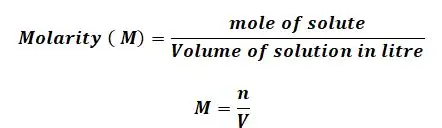 Molarity ( M) = mole of solute / Volume of solution in litre
M = n / V